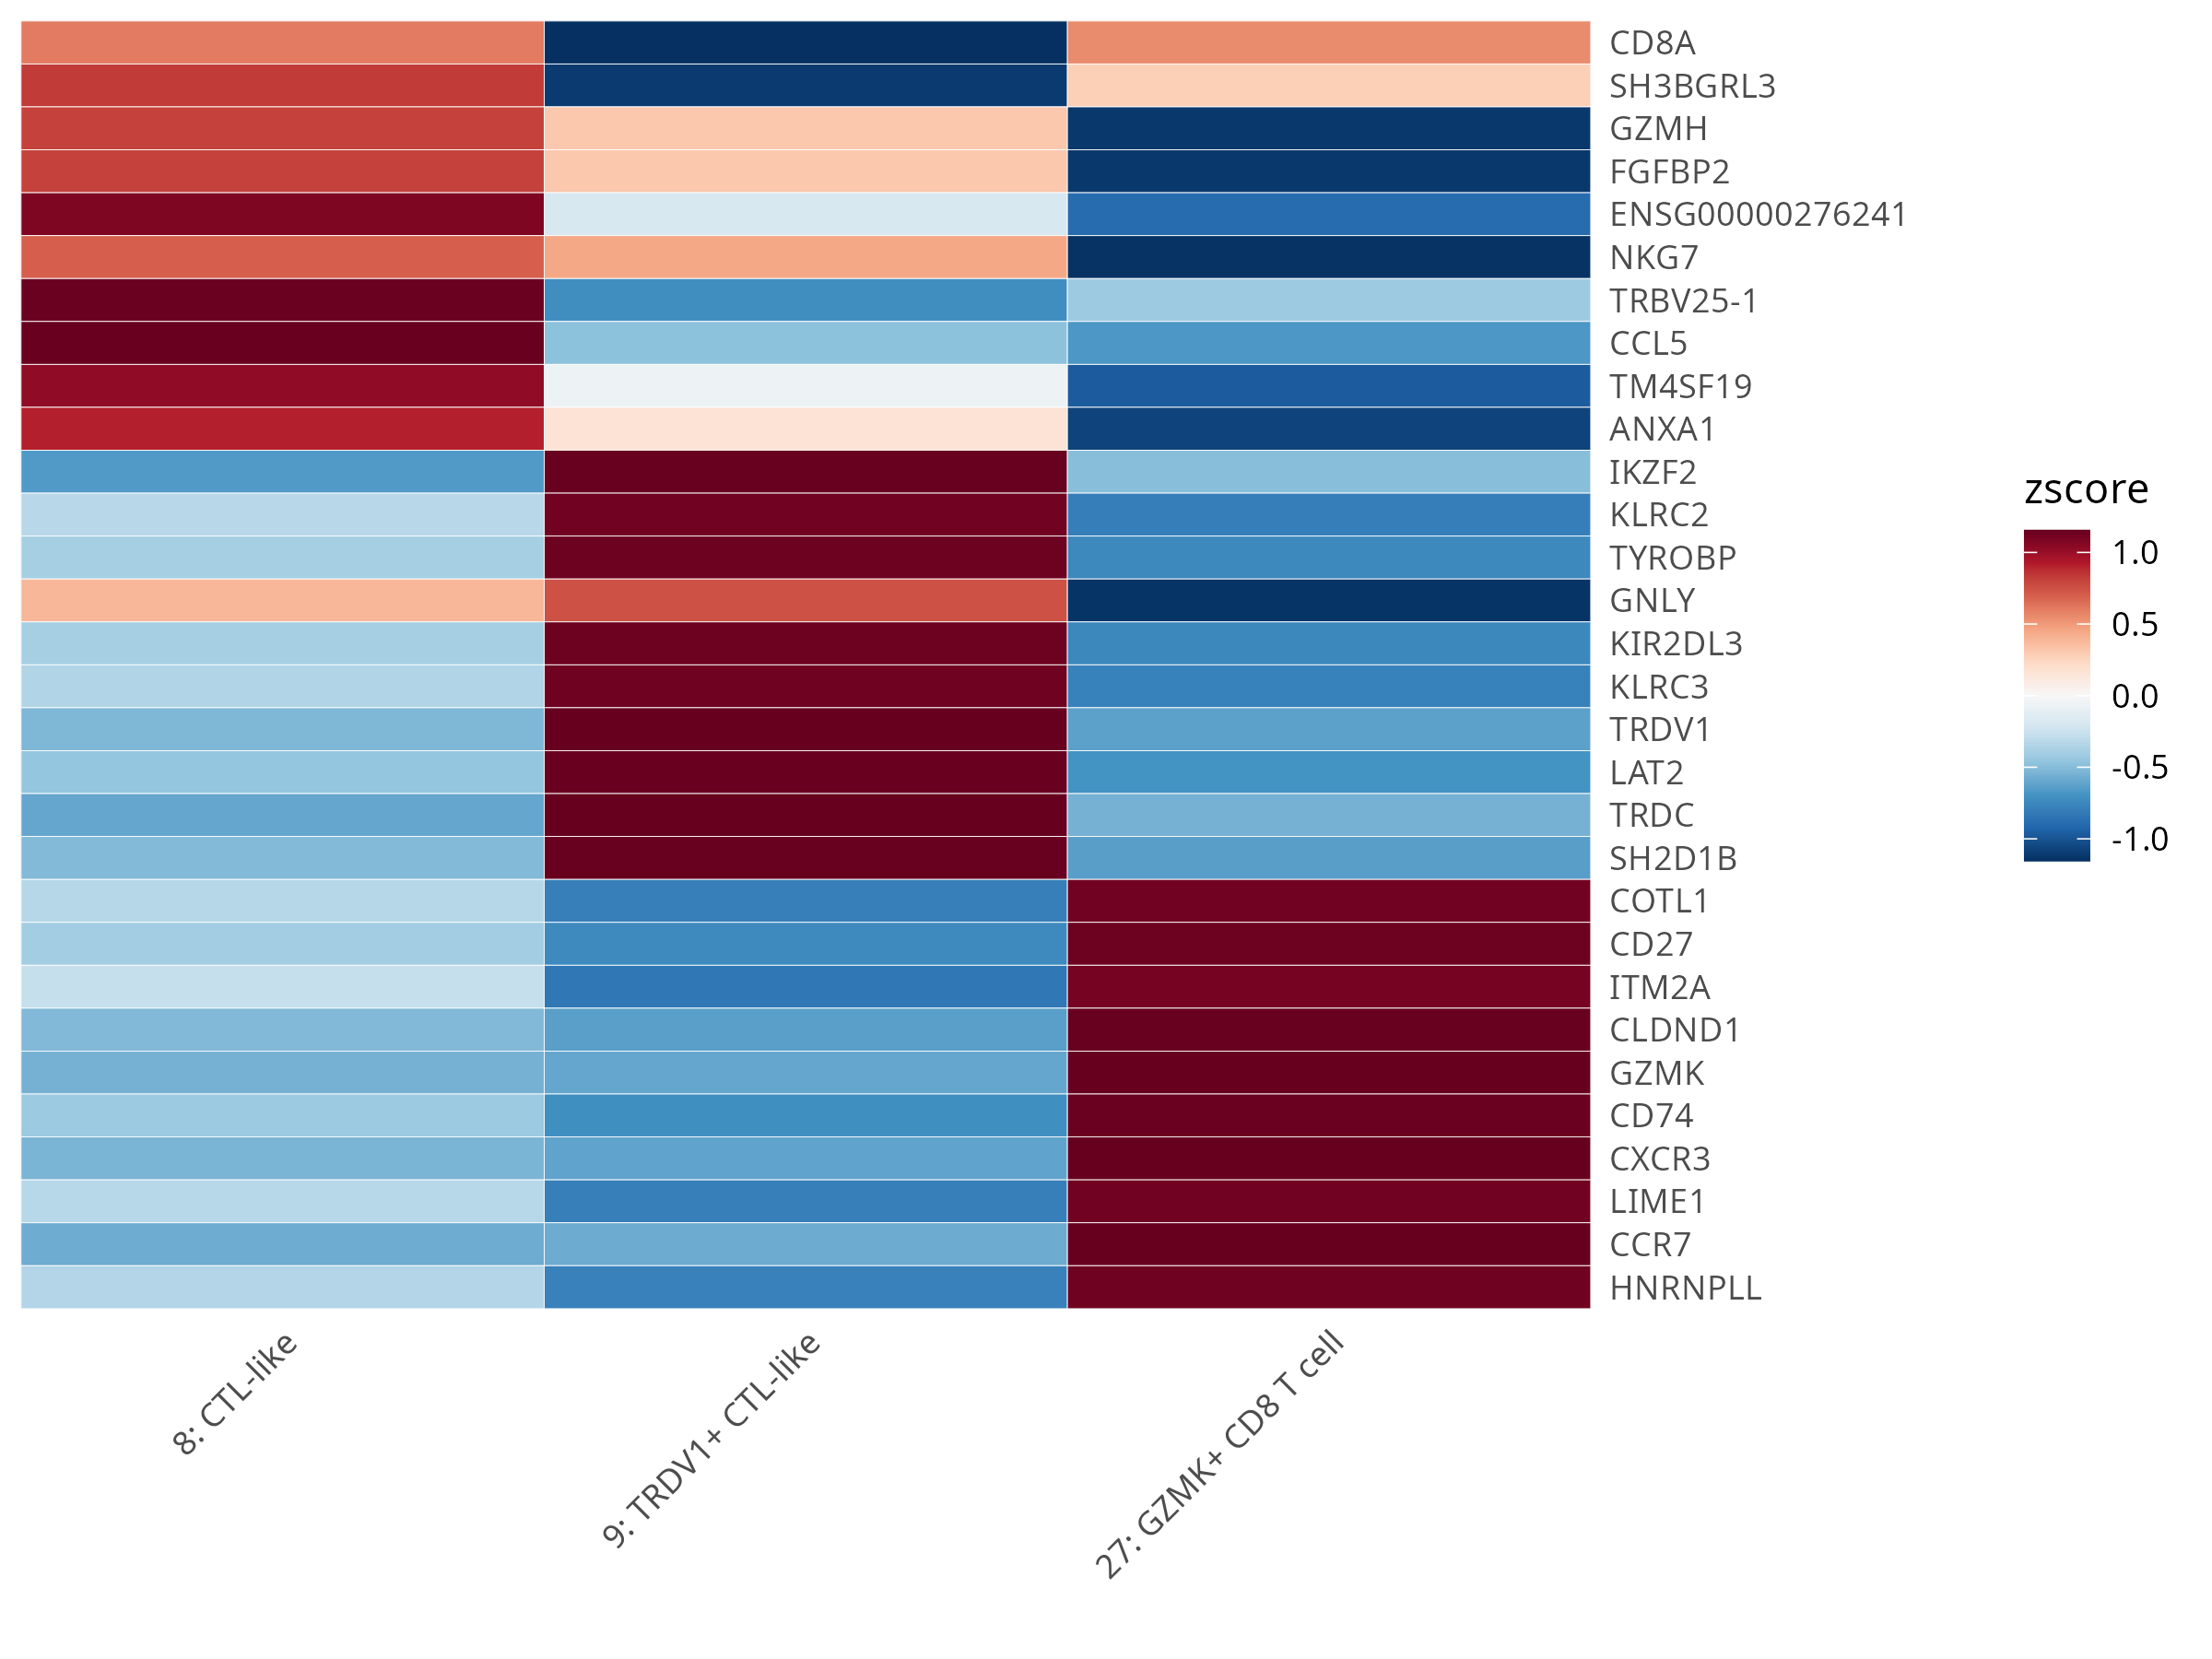 CD8A
SH3BGRL3
GZMH
FGFBP2
ENSG00000276241
NKG7
TRBV25-1
CCL5
TM4SF19
ANXA1
IKZF2
KLRC2
TYROBP
GNLY
KIR2DL3
KLRC3
TRDV1
LAT2
TRDC
SH2D1B
COTL1
CD27
ITM2A
CLDND1
GZMK
CD74
CXCR3
LIME1
CCR7
HNRNPLL
zscore
1.0
0.5
0.0
-0.5
-1.0
8: CTL-like
9: TRDV1+ CTL-like
27: GZMK+ CD8 T cell